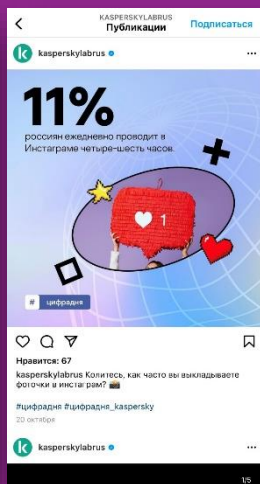 KASPERSKYLABRUS
Публикации
Подписаться
kasperskylabrus
11%
россиян ежедневно проводит в
Инстаграме четыре-шесть часов.
1
# цифрадня
Нравится: 67
kasperskylabrus Колитесь, как часто вы выкладываете
фоточки в инстаграм? 📸
#цифрадня #цифрадня_kaspersky
20 октября
kasperskylabrus
1/5